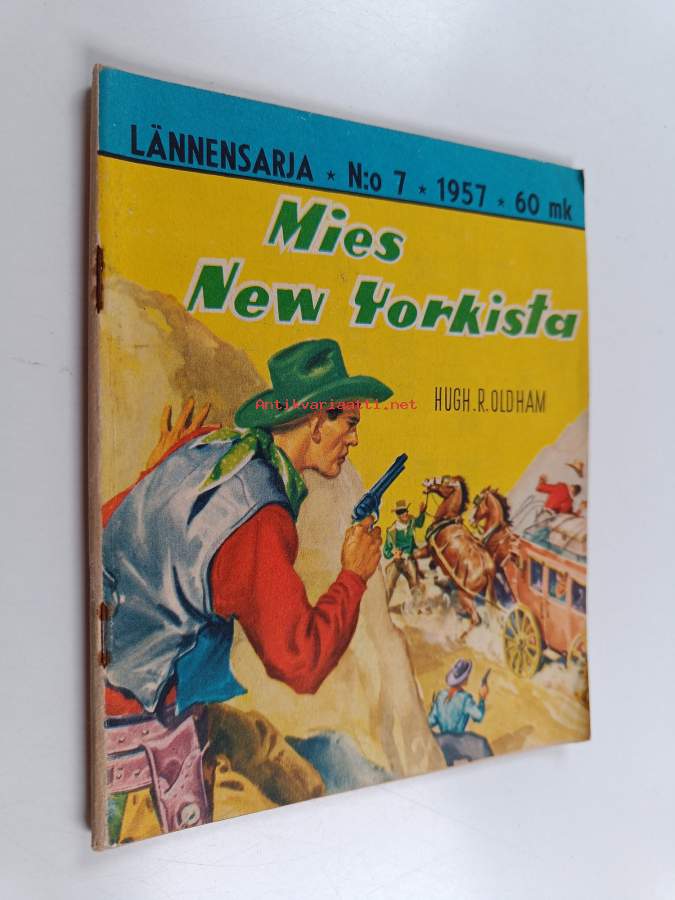 LÄNNENSARJA ★ N:o 7 ★ 1957 ★ 60 mk
Mies
New Yorkista
HUGH.R.OLDHAM
Antikvariaatti.net